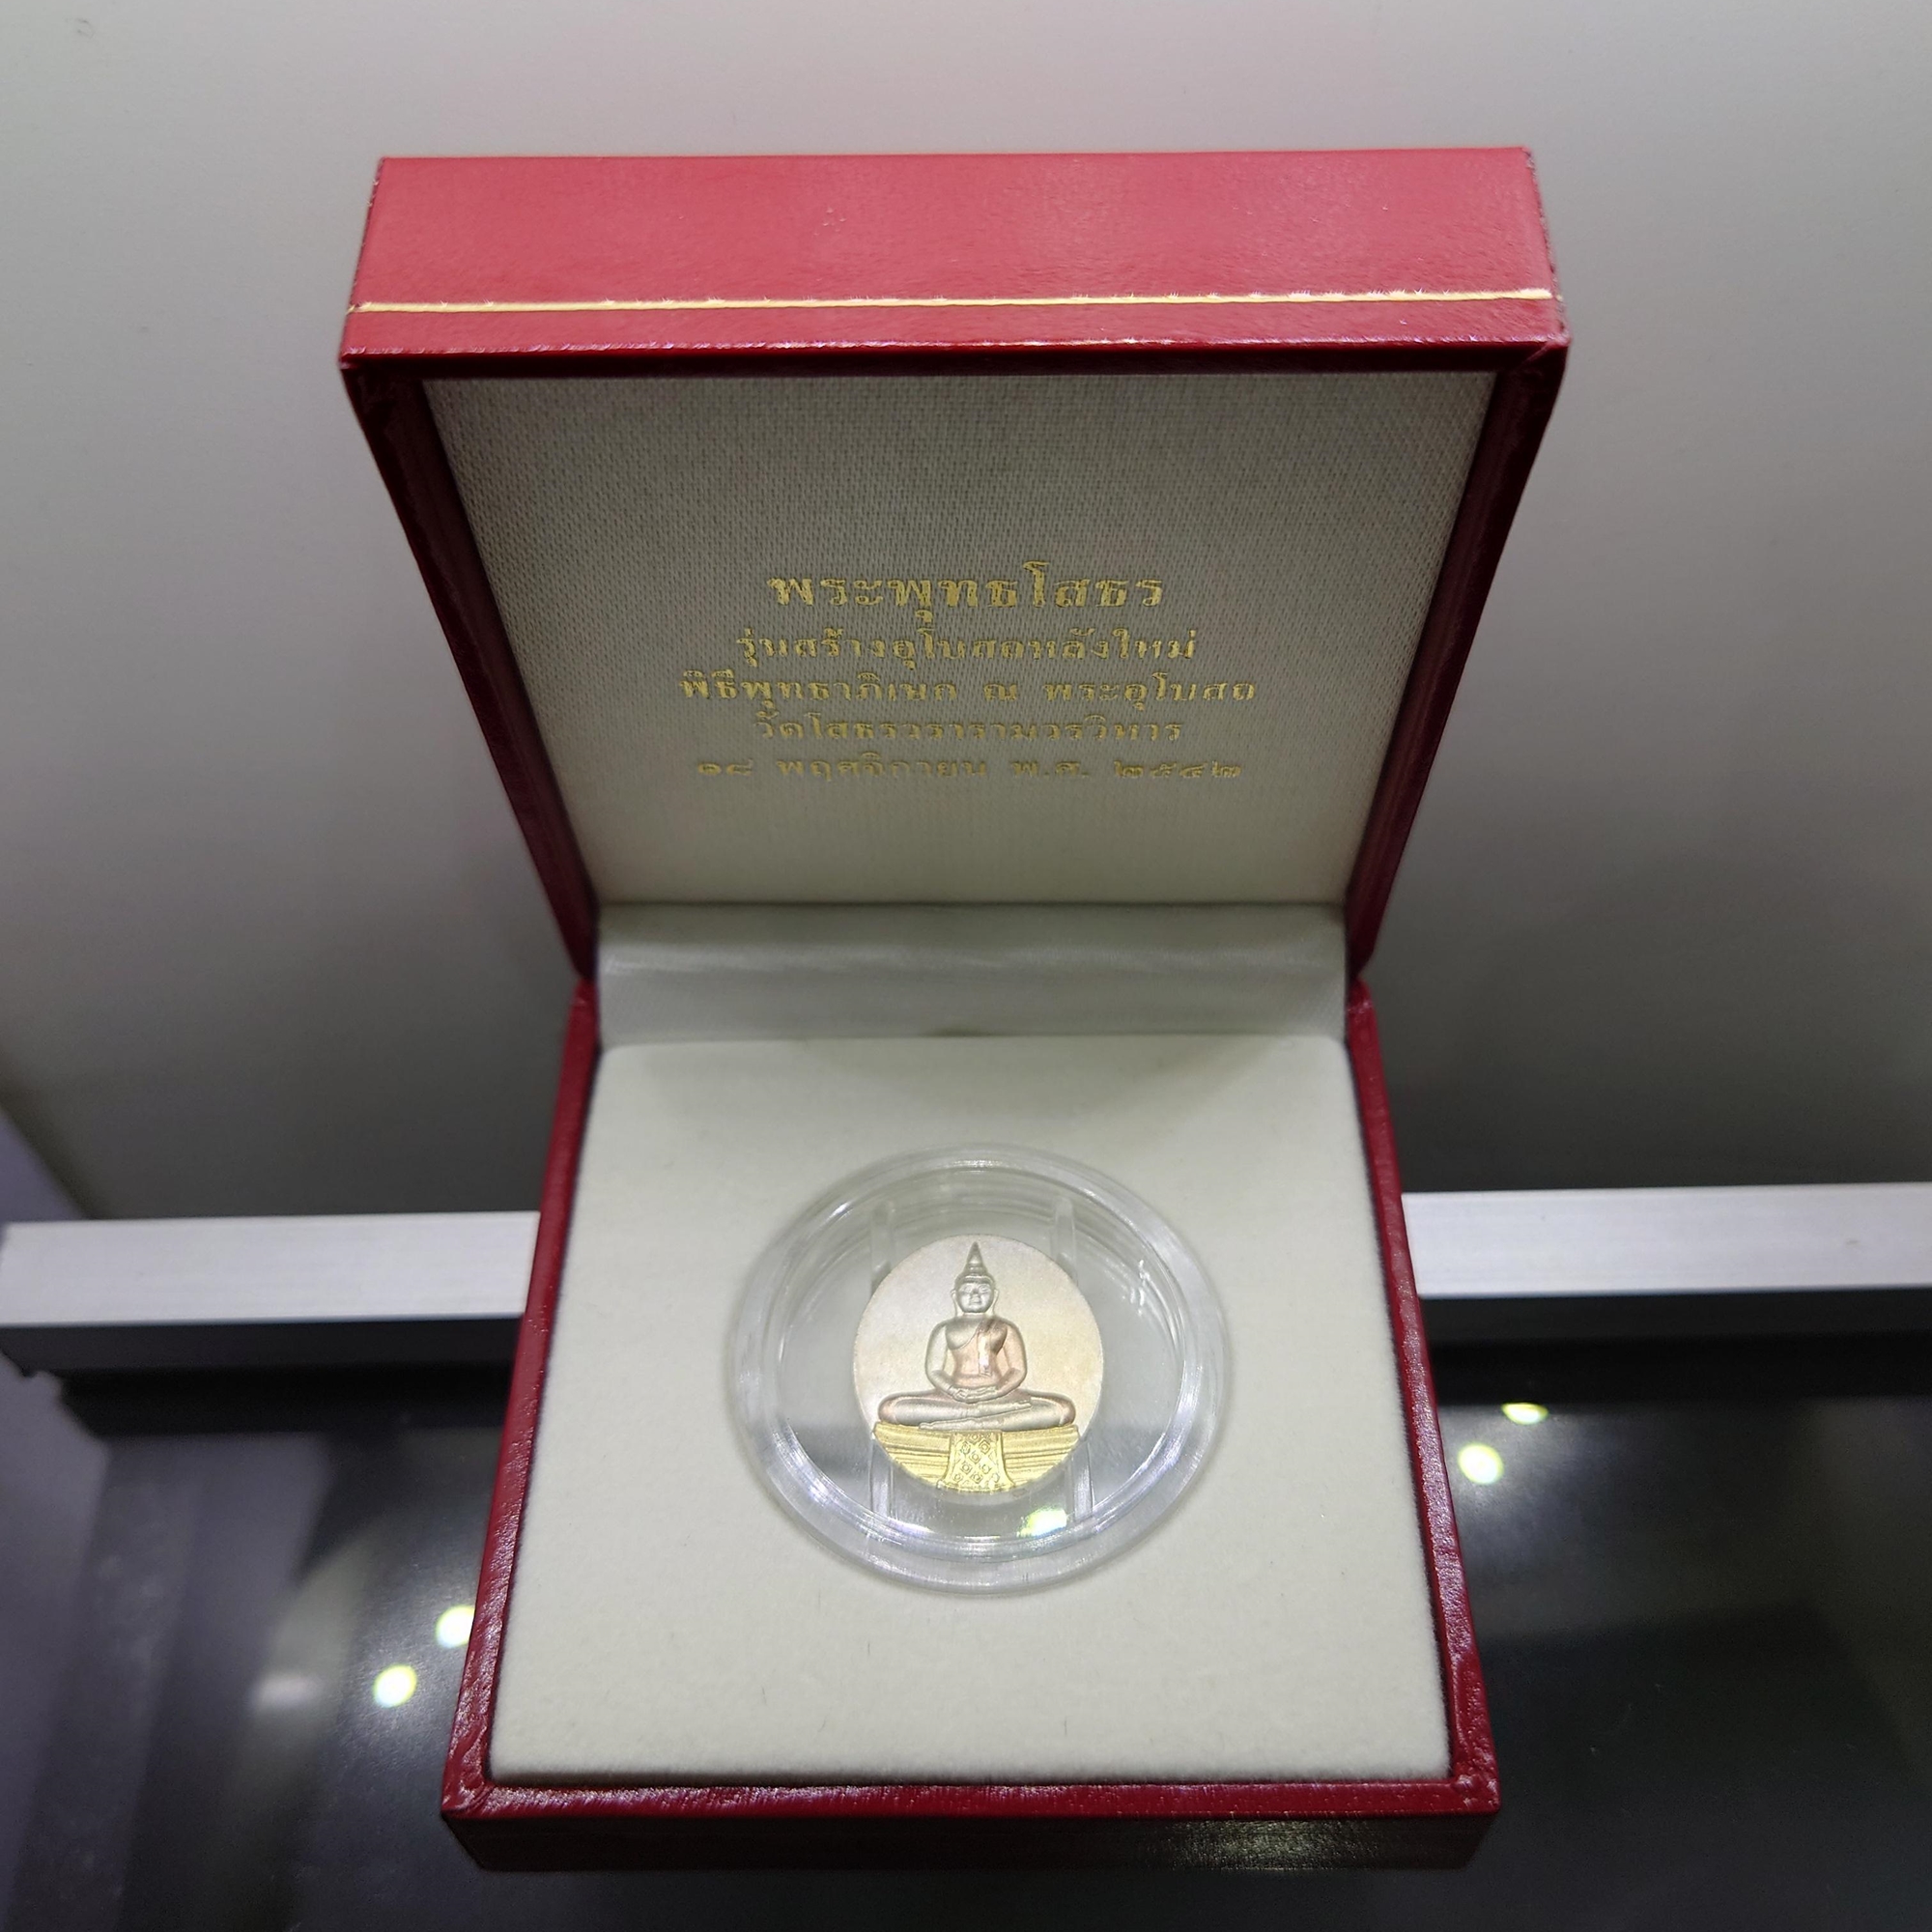 พระพุทธโสธร
รุ่นสร้างอุโบสถหลังใหม่
พิธีพุทธาภิเษก ณ พระอุโบสถ
วัดโสธรวรารามวรวิหาร
๑๘ พฤศจิกายน พ.ศ. ๒๕๔๒